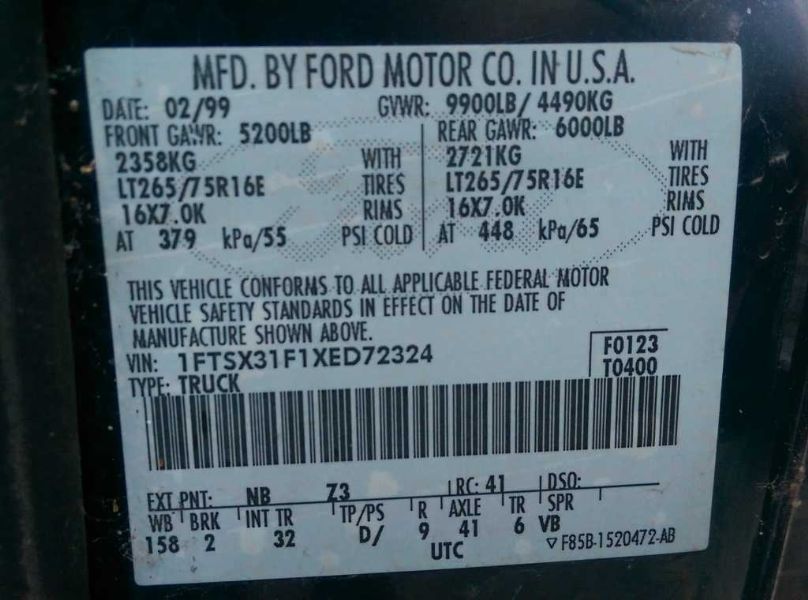 MFD. BY FORD MOTOR CO. IN U.S.A.
DATE: 02/99 GVWR: 9900LB/ 4490KG
FRONT GAWR: 5200LB REAR GAWR: 6000LB
2358KG WITH 2721KG WITH
LT265/75R16E TIRES LT265/75R16E TIRES
16X7.0K RIMS 16X7.0K RIMS
AT 379 kPa/55 PSI COLD AT 448 kPa/65 PSI COLD
THIS VEHICLE CONFORMS TO ALL APPLICABLE FEDERAL MOTOR
VEHICLE SAFETY STANDARDS IN EFFECT ON THE DATE OF
MANUFACTURE SHOWN ABOVE.
VIN: 1FTSX31F1XED72324 F0123
TYPE: TRUCK T0400
EXT PNT: NB Z3 RC: 41 DSO:
WB BRK INT TR TP/PS R AXLE TR SPR
158 2 32 D/ 9 41 6 VB
UTC ▽ F85B-1520472-AB